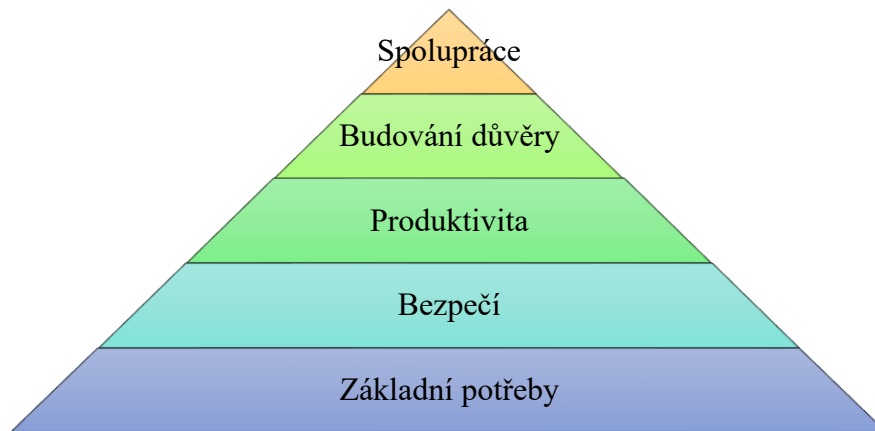 Spolupráce
Budování důvěry
Produktivita
Bezpečí
Základní potřeby